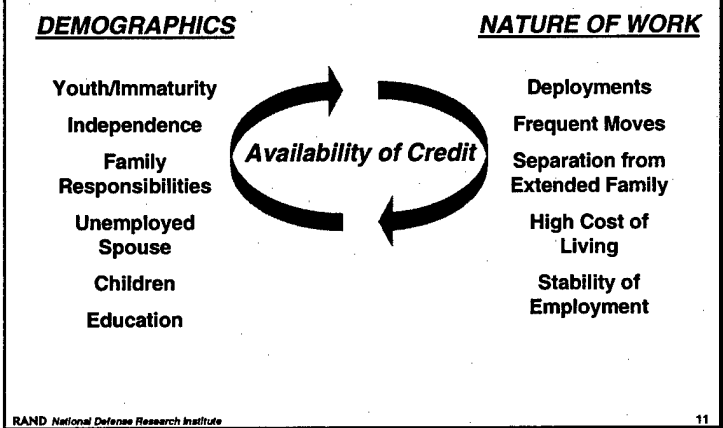 DEMOGRAPHICS
Youth/Immaturity
Independence
Family
Responsibilities
Unemployed
Spouse
Children
Education
Availability of Credit
NATURE OF WORK
Deployments
Frequent Moves
Separation from
Extended Family
High Cost of
Living
Stability of
Employment
RAND National Defense Research Institute
11